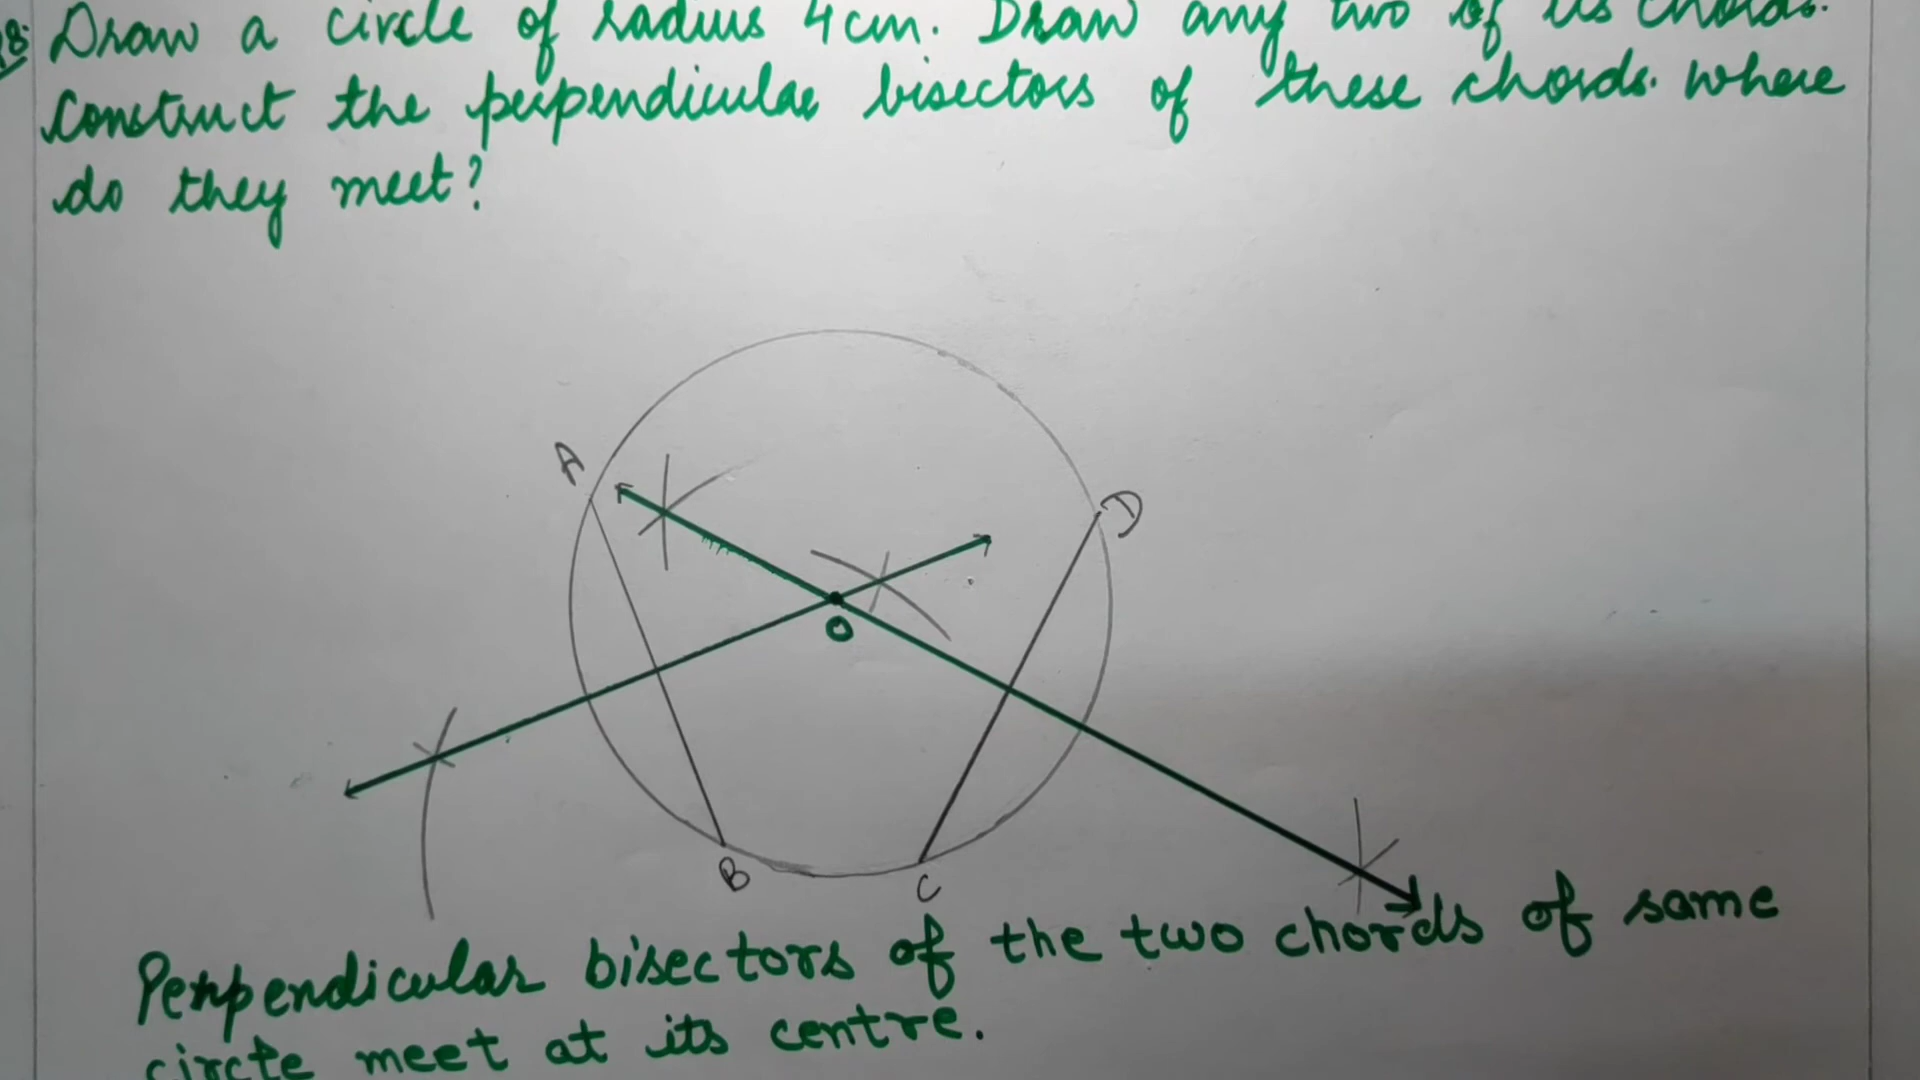 8. Draw a circle of radius 4cm. Draw any two of its chords.
Construct the perpendicular bisectors of these chords. Where
do they meet?
A
D
O
B
C
Perpendicular bisectors of the two chords of same
circle meet at its centre.